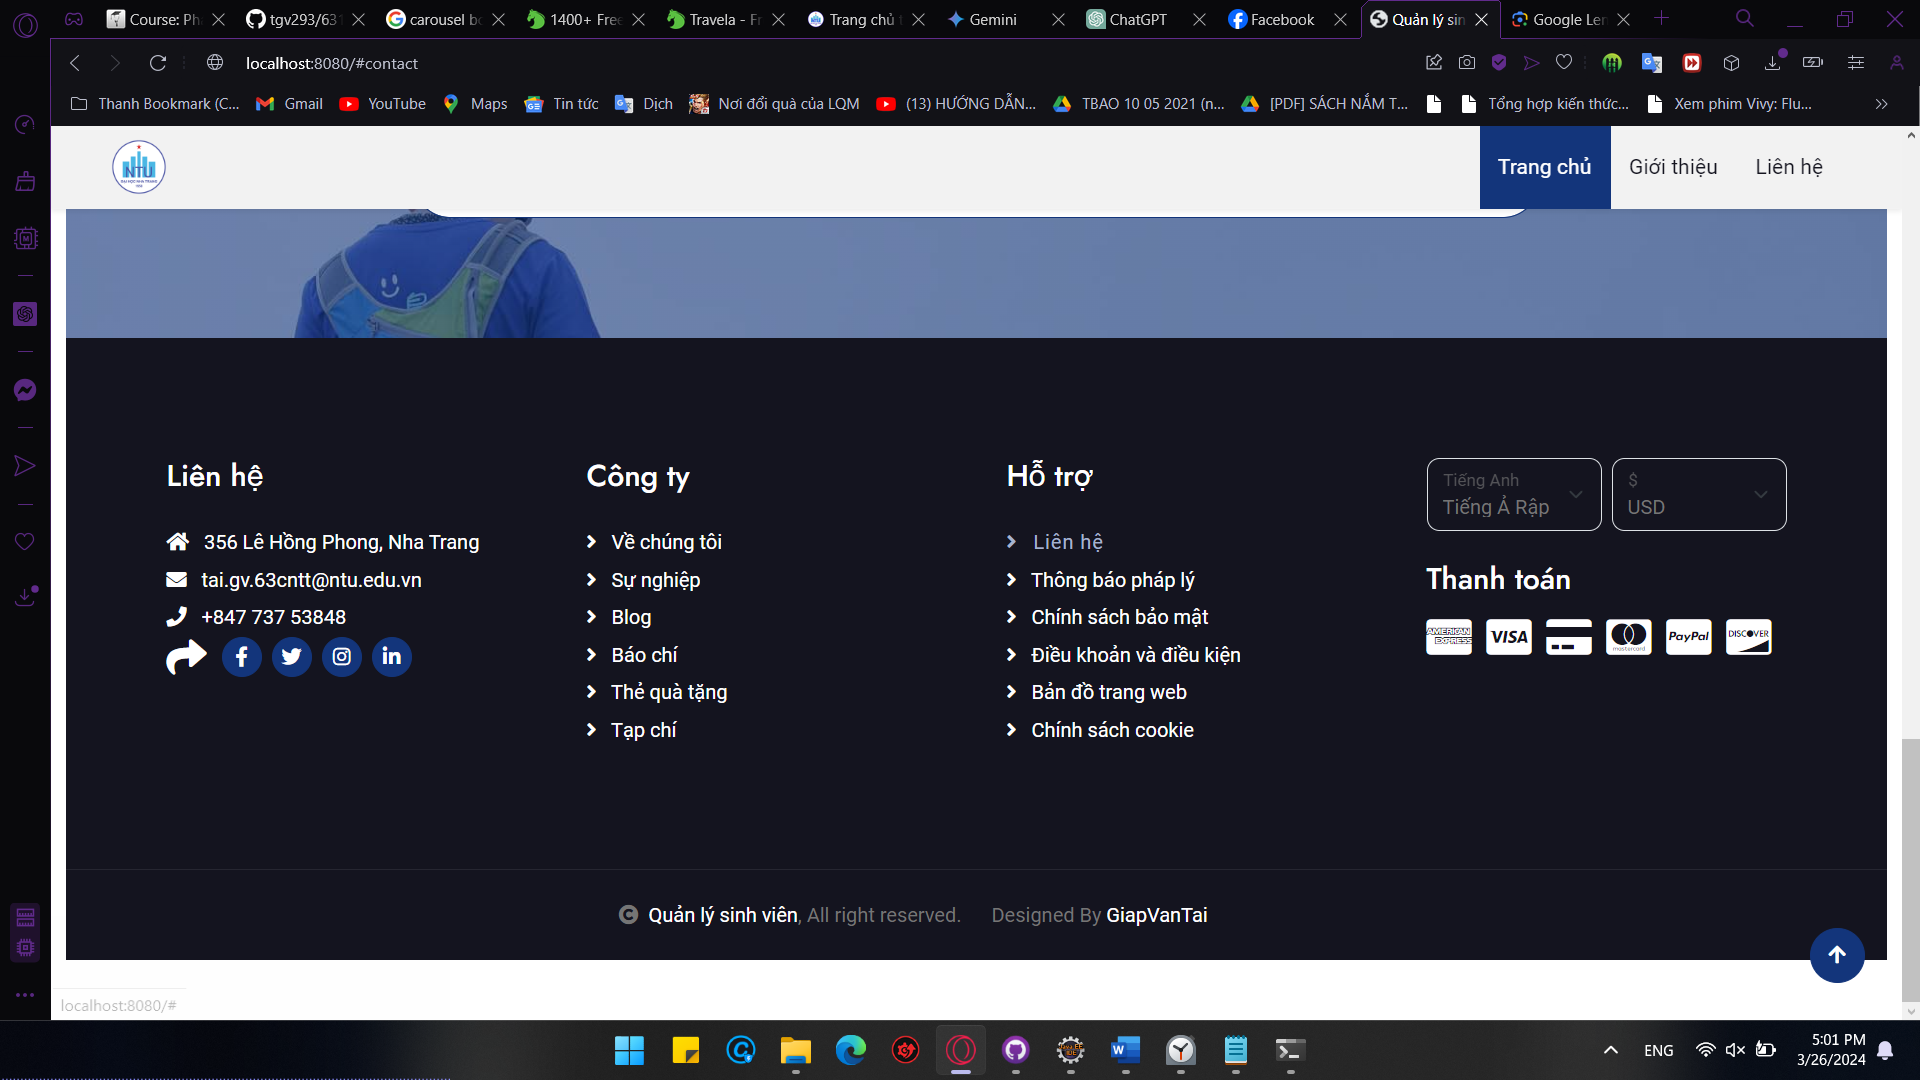 Course: Ph
tgv293/631
carousel bo
1400+ Free
Travela - Fr
Trang chủ t
Gemini
ChatGPT
Facebook
Quản lý sin
Google Len
localhost:8080/#contact
Thanh Bookmark (C...
Gmail
YouTube
Maps
Tin tức
Dịch
Nơi đổi quà của LQM
(13) HƯỚNG DẪN...
TBAO 10 05 2021 (n...
[PDF] SÁCH NẮM T...
Tổng hợp kiến thức...
Xem phim Vivy: Flu...
NTU
Trang chủ
Giới thiệu
Liên hệ
Liên hệ
356 Lê Hồng Phong, Nha Trang
tai.gv.63cntt@ntu.edu.vn
+847 737 53848
Công ty
Về chúng tôi
Sự nghiệp
Blog
Báo chí
Thẻ quà tặng
Tạp chí
Hỗ trợ
Liên hệ
Thông báo pháp lý
Chính sách bảo mật
Điều khoản và điều kiện
Bản đồ trang web
Chính sách cookie
Tiếng Anh
Tiếng Ả Rập
$
USD
Thanh toán
AMERICAN EXPRESS
VISA
mastercard
PayPal
DISCOVER
Quản lý sinh viên, All right reserved. Designed By GiapVanTai
localhost:8080/#
ENG
5:01 PM
3/26/2024